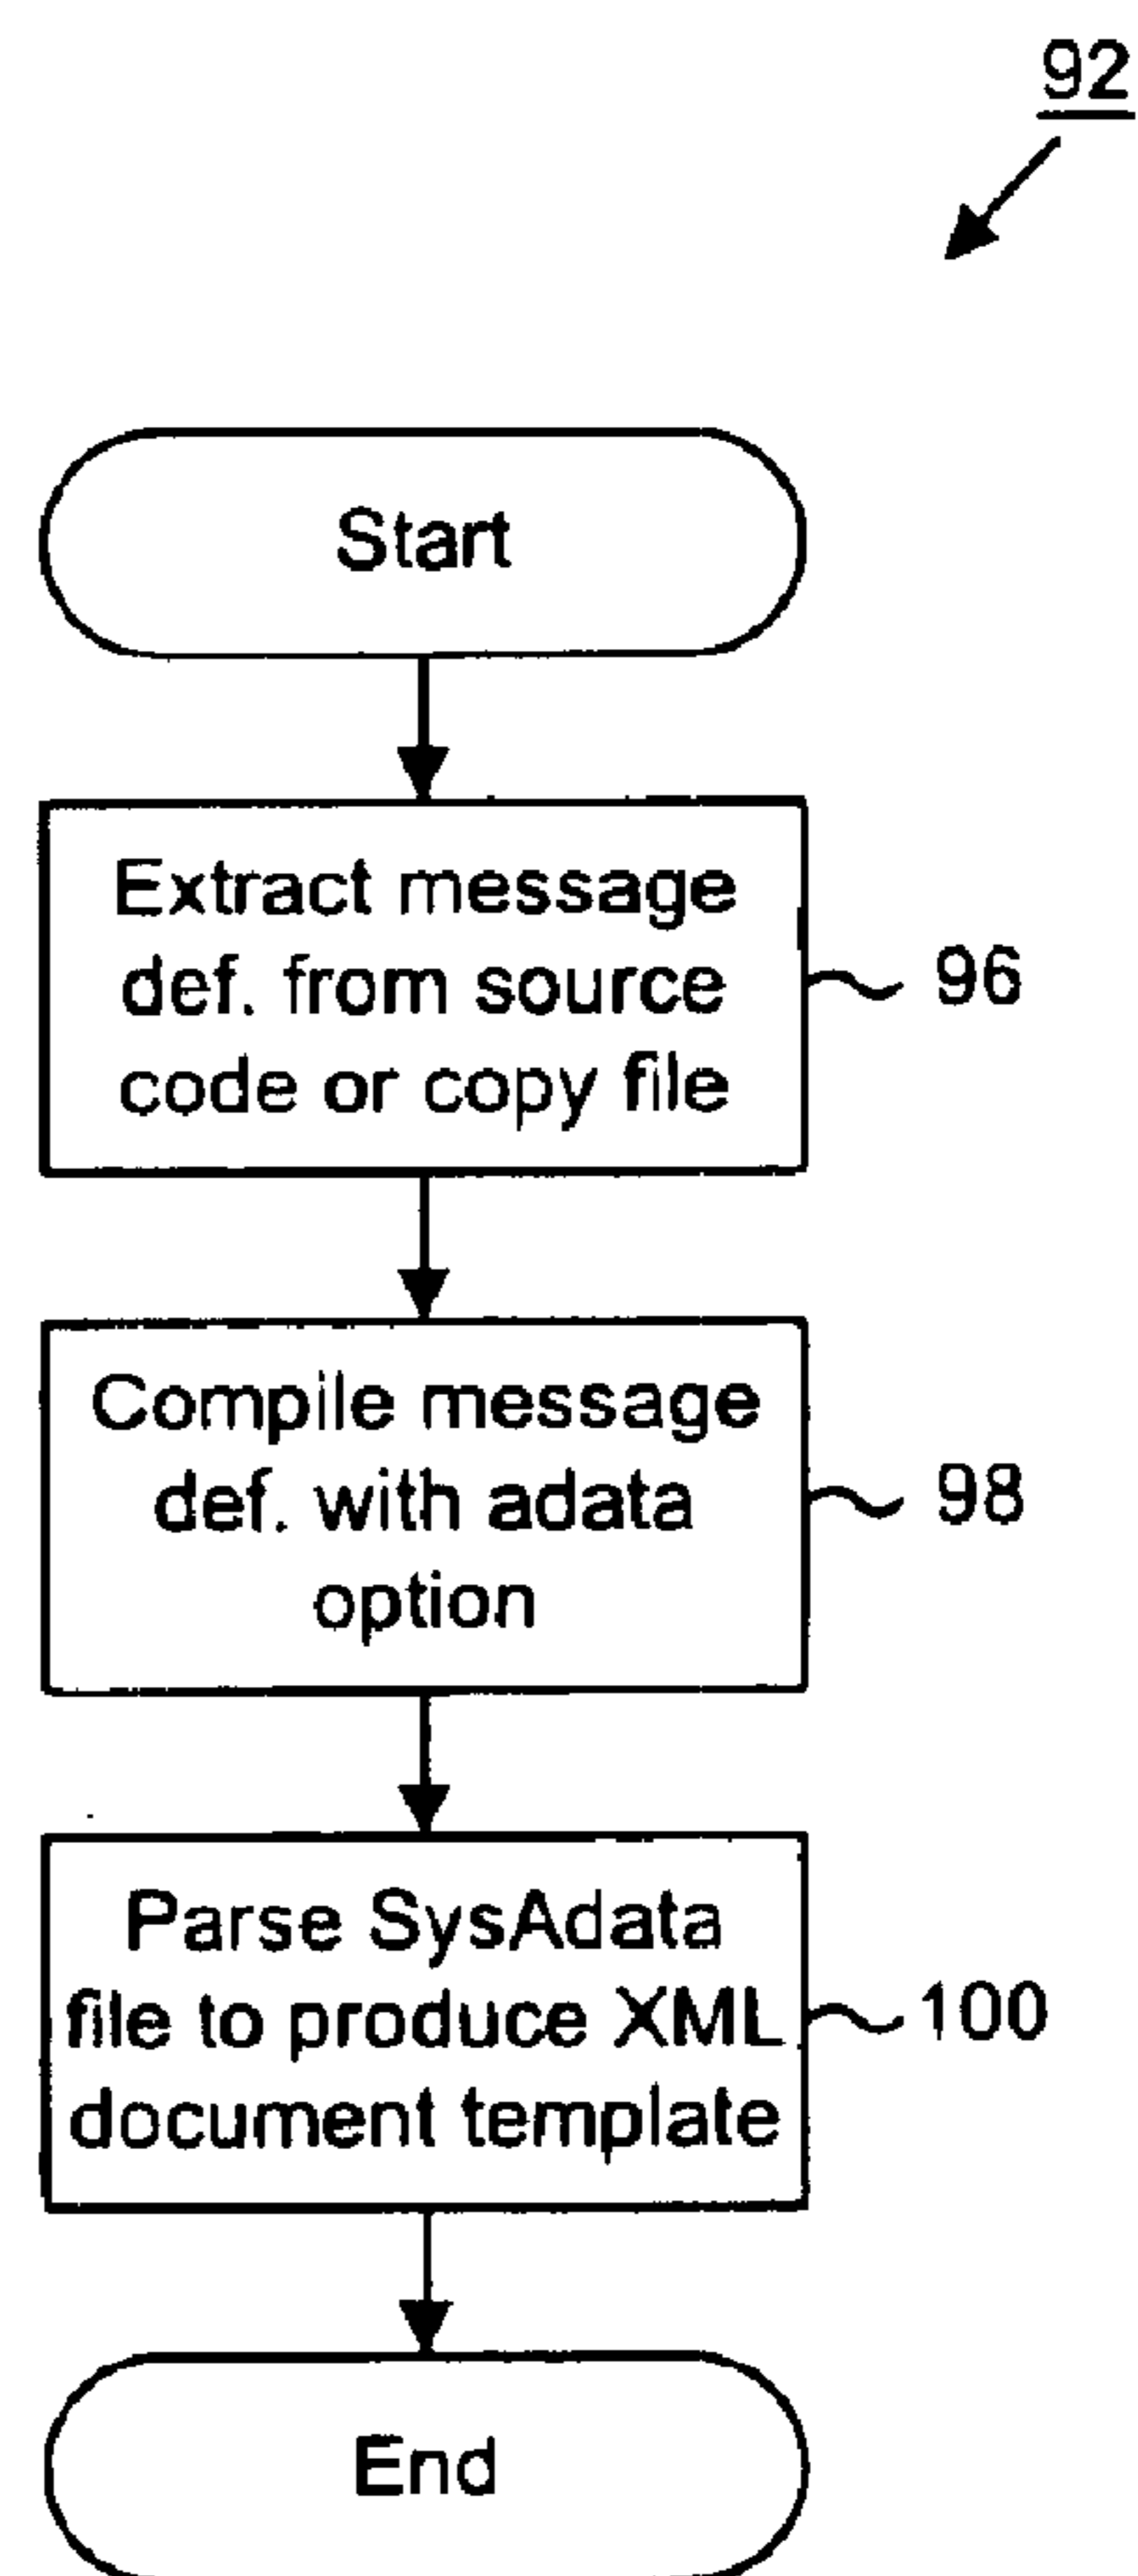 92
Start
Extract message
def. from source
code or copy file
96
Compile message
def. with adata
option
98
Parse SysAdata
file to produce XML
document template
100
End